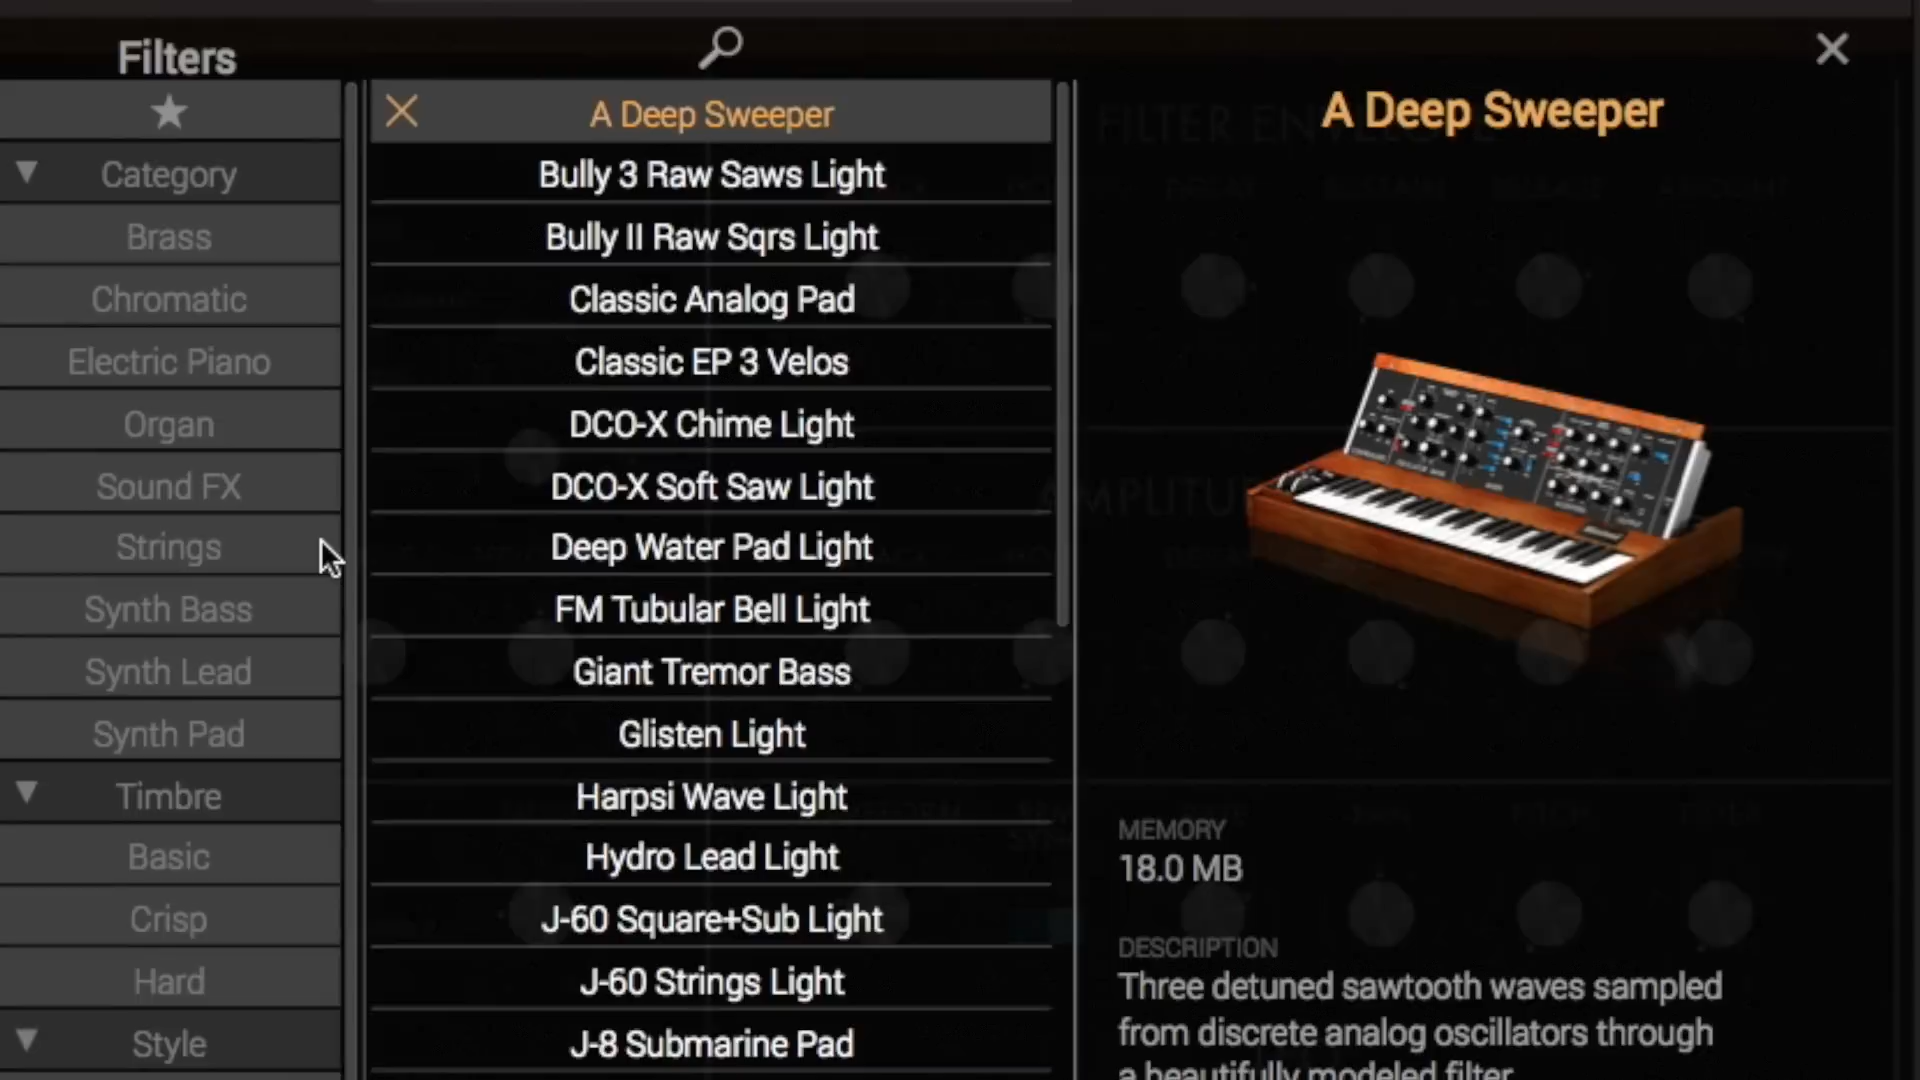 Filters
Category
Brass
Chromatic
Electric Piano
Organ
Sound FX
Strings
Synth Bass
Synth Lead
Synth Pad
Timbre
Basic
Crisp
Hard
Style
A Deep Sweeper
Bully 3 Raw Saws Light
Bully II Raw Sqrs Light
Classic Analog Pad
Classic EP 3 Velos
DCO-X Chime Light
DCO-X Soft Saw Light
Deep Water Pad Light
FM Tubular Bell Light
Giant Tremor Bass
Glisten Light
Harpsi Wave Light
Hydro Lead Light
J-60 Square+Sub Light
J-60 Strings Light
J-8 Submarine Pad
A Deep Sweeper
FILTER
MEMORY
18.0 MB
DESCRIPTION
Three detuned sawtooth waves sampled
from discrete analog oscillators through
a beautifully modeled filter